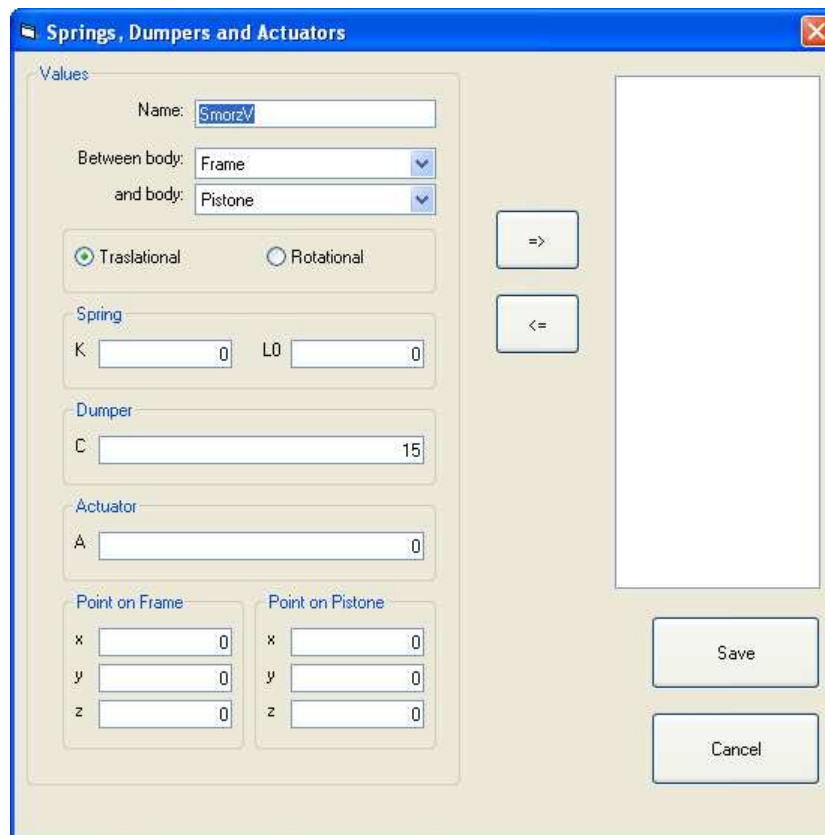 Springs, Dumpers and Actuators
Values
Name: SmorzV
Between body: Frame
and body: Pistone
Traslational Rotational
Spring
K 0 L0 0
Dumper
C 15
Actuator
A 0
Point on Frame Point on Pistone
x 0 x 0
y 0 y 0
z 0 z 0
=>
<=
Save
Cancel